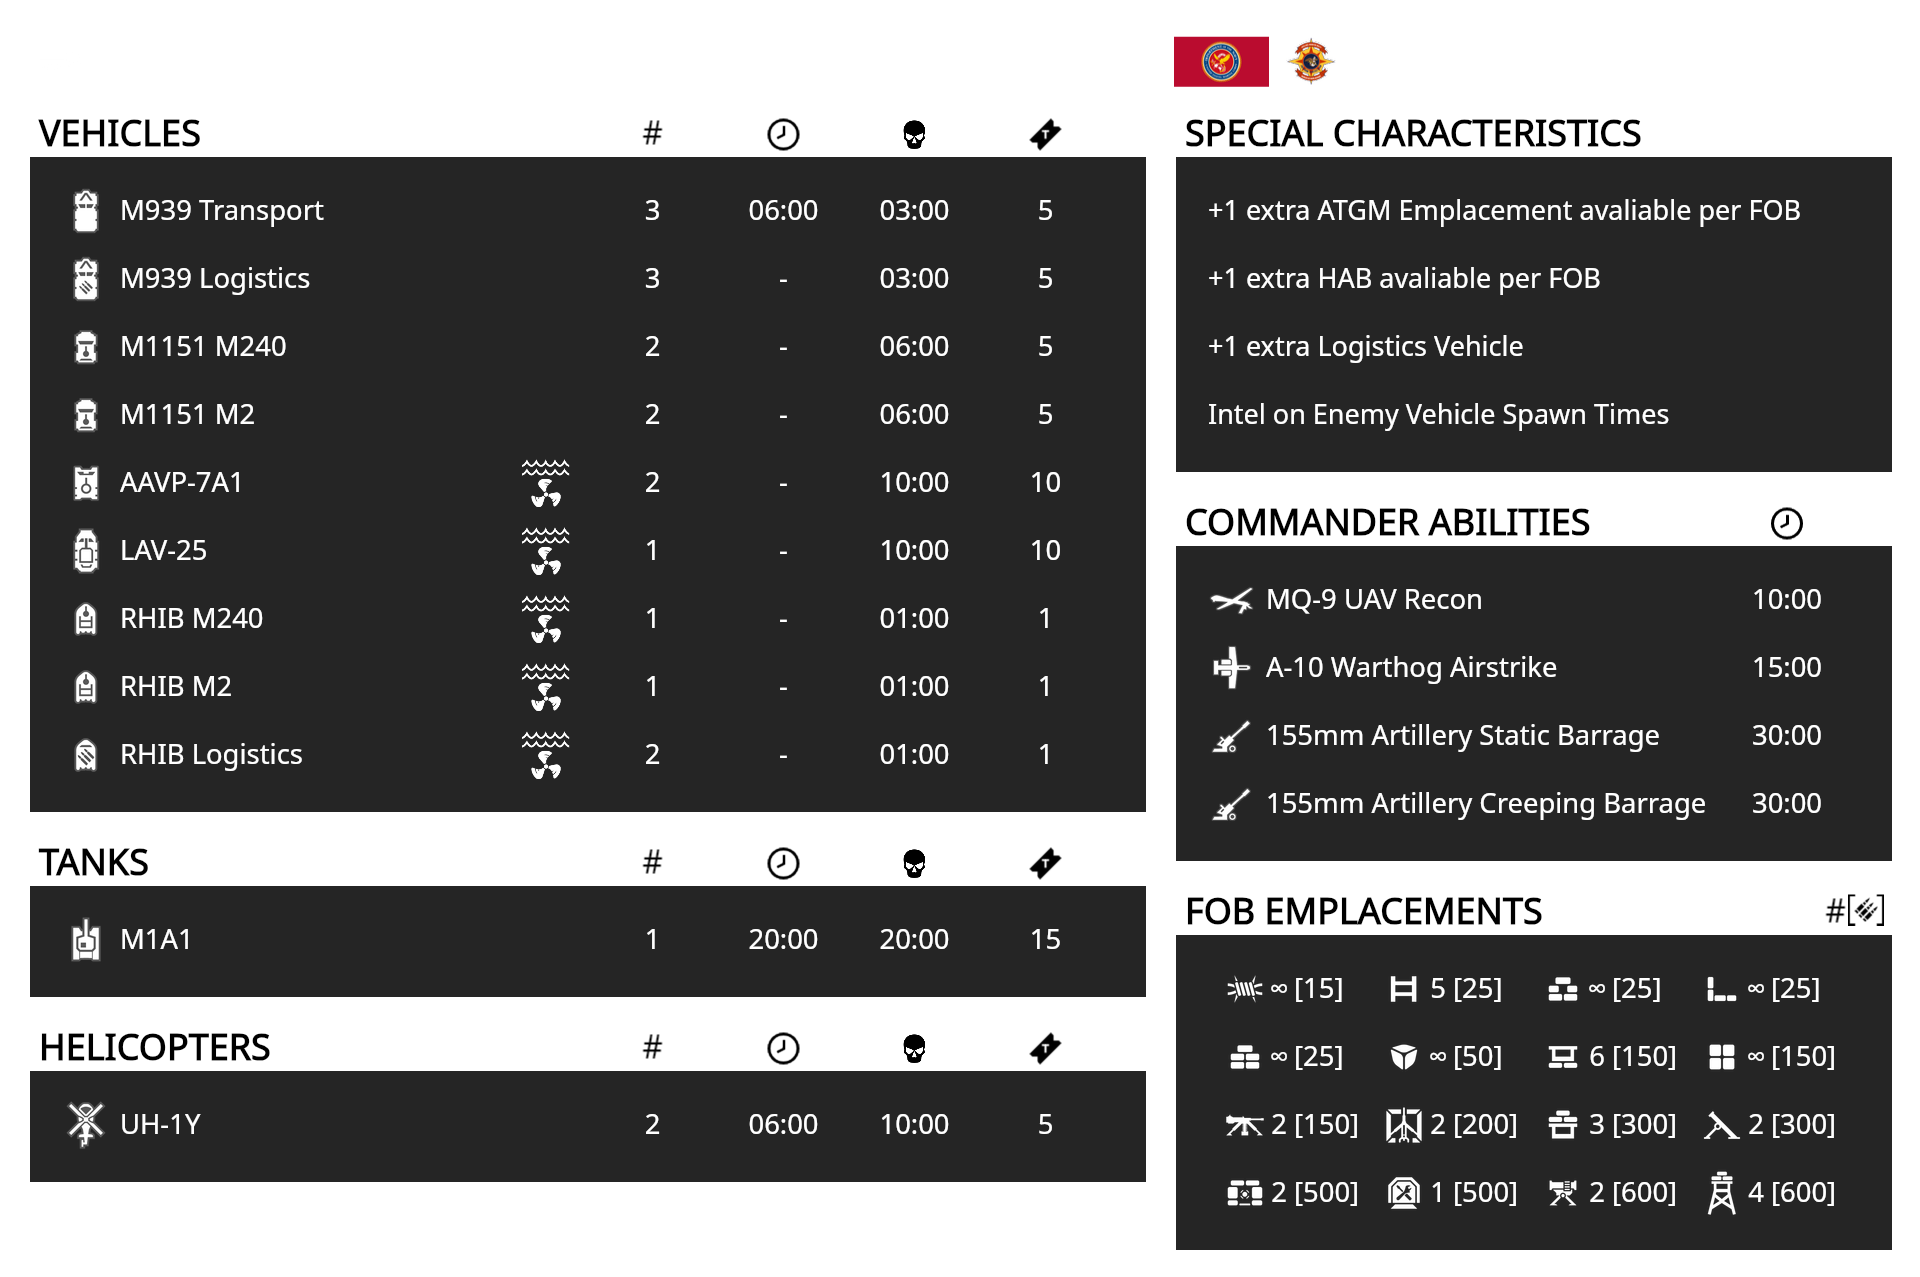 VEHICLES #
M939 Transport 3 06:00 03:00 5
M939 Logistics 3 - 03:00 5
M1151 M240 2 - 06:00 5
M1151 M2 2 - 06:00 5
AAVP-7A1 2 - 10:00 10
LAV-25 1 - 10:00 10
RHIB M240 1 - 01:00 1
RHIB M2 1 - 01:00 1
RHIB Logistics 2 - 01:00 1
TANKS #
M1A1 1 20:00 20:00 15
HELICOPTERS #
UH-1Y 2 06:00 10:00 5
SPECIAL CHARACTERISTICS
+1 extra ATGM Emplacement avaliable per FOB
+1 extra HAB avaliable per FOB
+1 extra Logistics Vehicle
Intel on Enemy Vehicle Spawn Times
COMMANDER ABILITIES
MQ-9 UAV Recon 10:00
A-10 Warthog Airstrike 15:00
155mm Artillery Static Barrage 30:00
155mm Artillery Creeping Barrage 30:00
FOB EMPLACEMENTS #[]
∞ [15] 5 [25] ∞ [25] ∞ [25]
∞ [25] ∞ [50] 6 [150] ∞ [150]
2 [150] 2 [200] 3 [300] 2 [300]
2 [500] 1 [500] 2 [600] 4 [600]